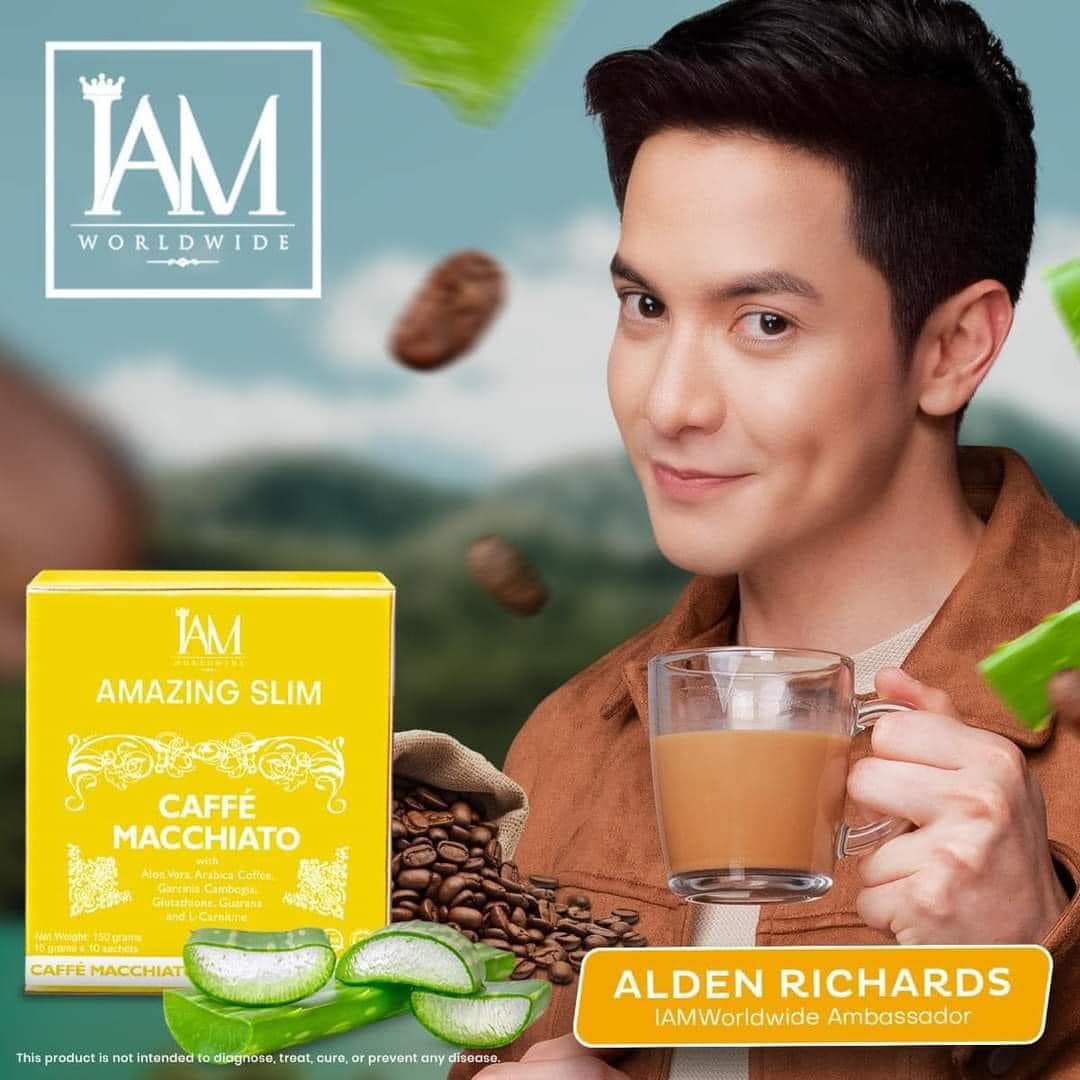 IAM
WORLDWIDE
IAM
WORLDWIDE
AMAZING SLIM
CAFFÉ
MACCHIATO
with
Aloe Vera, Arabica Coffee,
Garcinia Cambogia,
Glutathione, Guarana
and L-Carnitine
Net Weight: 150 grams
15 grams x 10 sachets
CAFFÉ MACCHIAT
ALDEN RICHARDS
IAMWorldwide Ambassador
This product is not intended to diagnose, treat, cure, or prevent any disease.